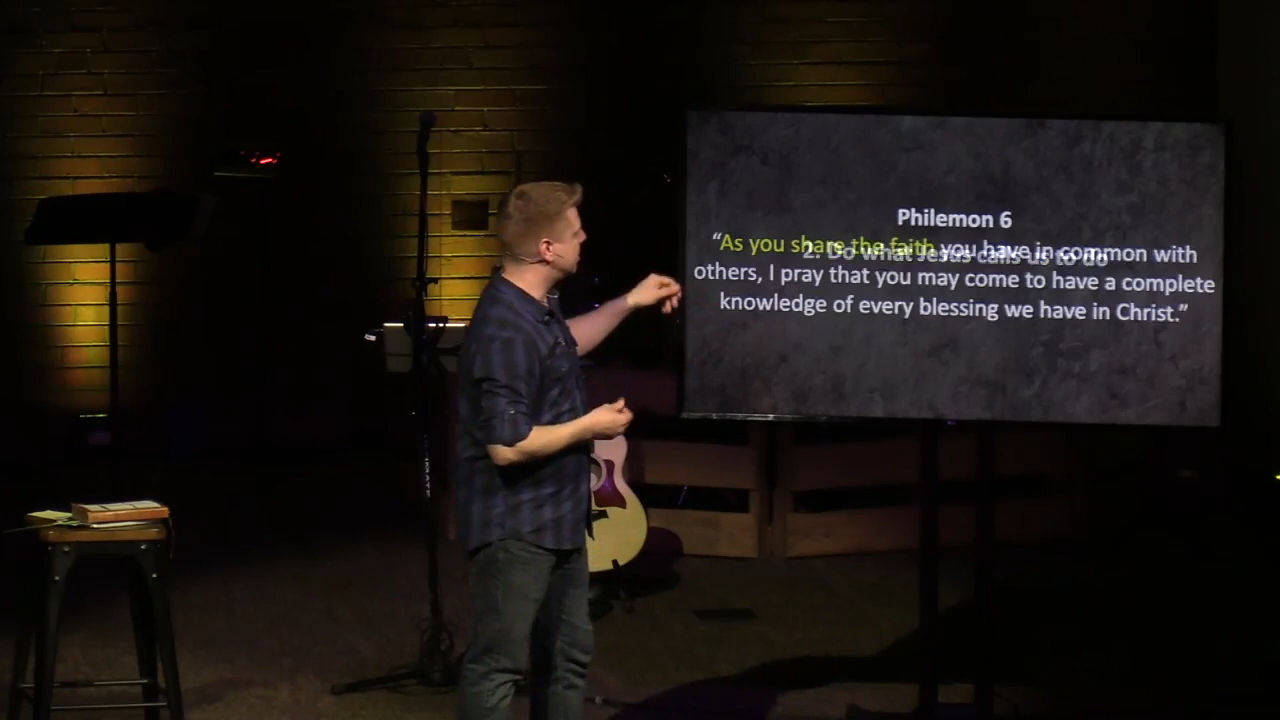 Philemon 6
“As you share the faith you have in common with
2. Do what Jesus calls us to do
others, I pray that you may come to have a complete
knowledge of every blessing we have in Christ.”